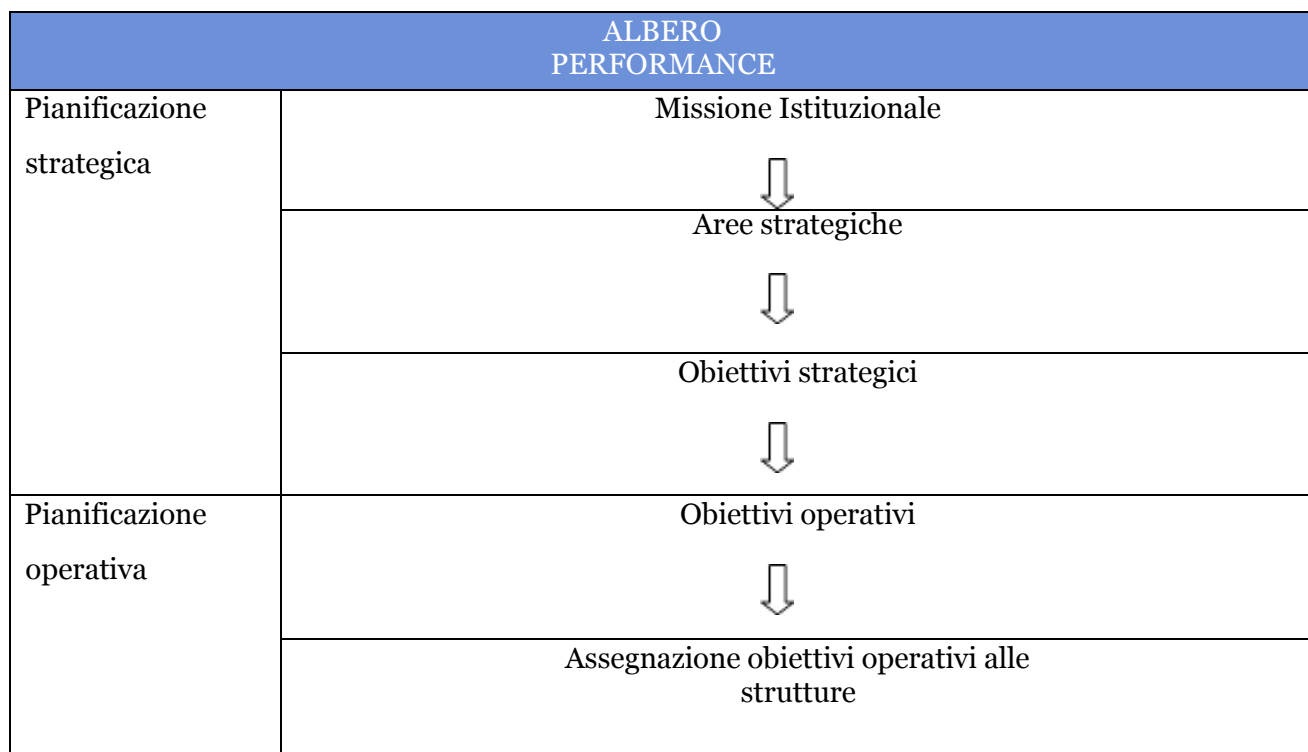 ALBERO
PERFORMANCE
Pianificazione
strategica
Missione Istituzionale
Aree strategiche
Obiettivi strategici
Pianificazione
operativa
Obiettivi operativi
Assegnazione obiettivi operativi alle
strutture